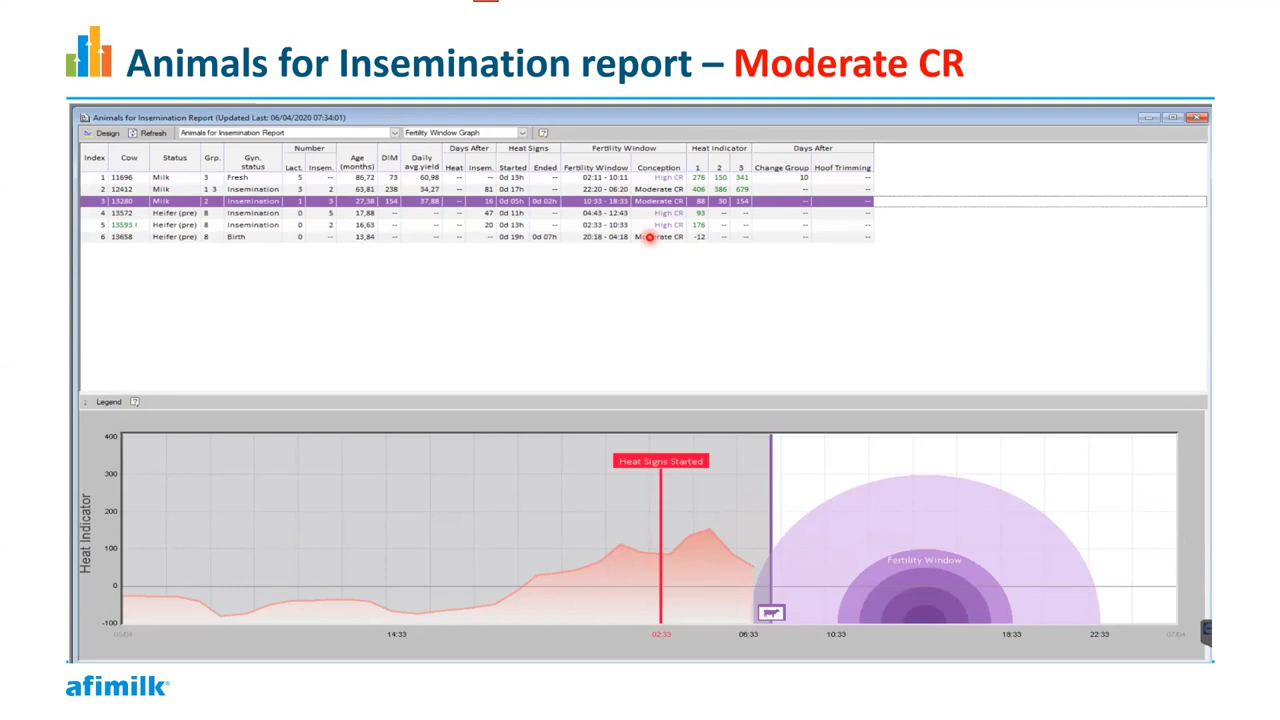 Animals for Insemination report – Moderate CR
Animals for Insemination Report (Updated Last: 06/04/2020 07:34:01)
Design Refresh Animals for Insemination Report Fertility Window Graph
Number Days After Heat Signs Fertility Window Heat Indicator Days After
Index Cow Status Grp. Gyn. status Lact. Insem. Age (months) DIM Daily avg.yield Heat Insem. Started Ended Fertility Window Conception 1 2 3 Change Group Hoof Trimming
1 11696 Milk 3 Fresh 5 -- 86,72 73 60,98 -- -- 0d 13h 02:11 - 10:11 High CR 276 150 341 10 --
2 12412 Milk 1 3 Insemination 3 2 63,81 238 34,27 -- 81 0d 17h 22:20 - 06:20 Moderate CR 406 386 679 -- --
3 13280 Milk 2 Insemination 1 3 27,38 154 37,88 -- 16 0d 05h 0d 02h 10:33 - 18:33 Moderate CR 88 30 154 -- --
4 13572 Heifer (pre) 8 Insemination 0 5 17,88 -- -- -- 47 0d 11h 04:43 - 12:43 High CR 93 -- -- -- --
5 13593 ! Heifer (pre) 8 Insemination 0 2 16,63 -- -- -- 20 0d 13h 02:33 - 10:33 High CR 176 -- -- -- --
6 13658 Heifer (pre) 8 Birth 0 -- 13,84 -- -- -- -- 0d 19h 0d 07h 20:18 - 04:18 Moderate CR -12 -- -- -- --
Legend
Heat Indicator
400
300
200
100
0
-100
Heat Signs Started
Fertility Window
05/04 14:33 02:33 06:33 10:33 18:33 22:33 07/04
afimilk®